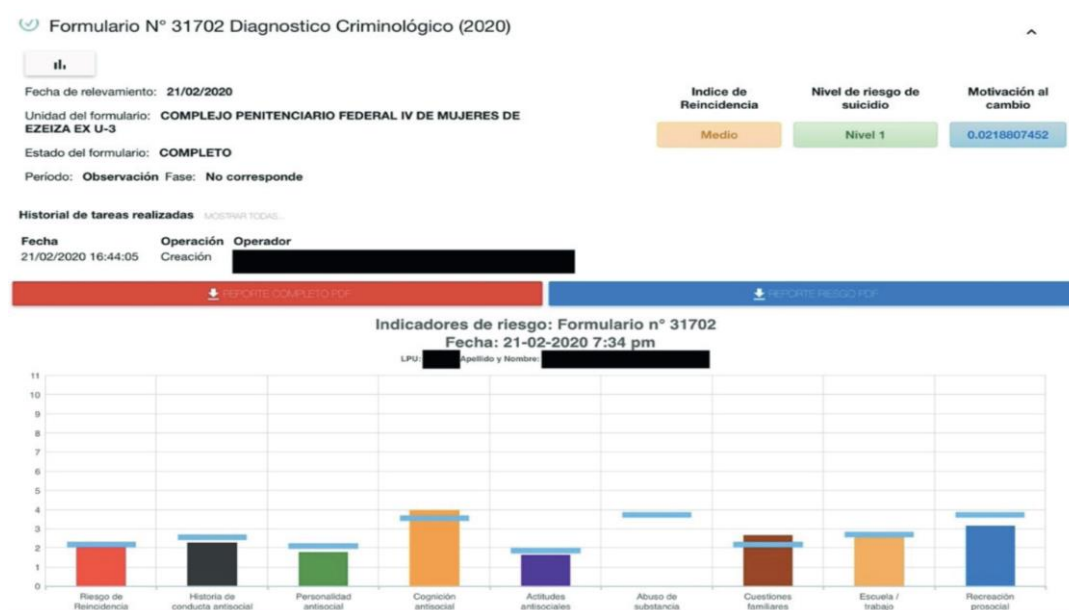 Formulario N° 31702 Diagnostico Criminológico (2020)
Fecha de relevamiento: 21/02/2020
Unidad del formulario: COMPLEJO PENITENCIARIO FEDERAL IV DE MUJERES DE
EZEIZA EX U-3
Estado del formulario: COMPLETO
Período: Observación Fase: No corresponde
Indice de
Reincidencia
Medio
Nivel de riesgo de
suicidio
Nivel 1
Motivación al
cambio
0.0218807452
Historial de tareas realizadas MOSTRAR TODAS...
Fecha Operación Operador
21/02/2020 16:44:05 Creación
REPORTE COMPLETO PDF
REPORTE RIESGO PDF
Indicadores de riesgo: Formulario n° 31702
Fecha: 21-02-2020 7:34 pm
LPU: Apellido y Nombre:
11
10
9
8
7
6
5
4
3
2
1
0
Riesgo de
Reincidencia
Historia de
conducta antisocial
Personalidad
antisocial
Cognición
antisocial
Actitudes
antisociales
Abuso de
substancia
Cuestiones
familiares
Escuela /
trabajo
Recreación
prosocial